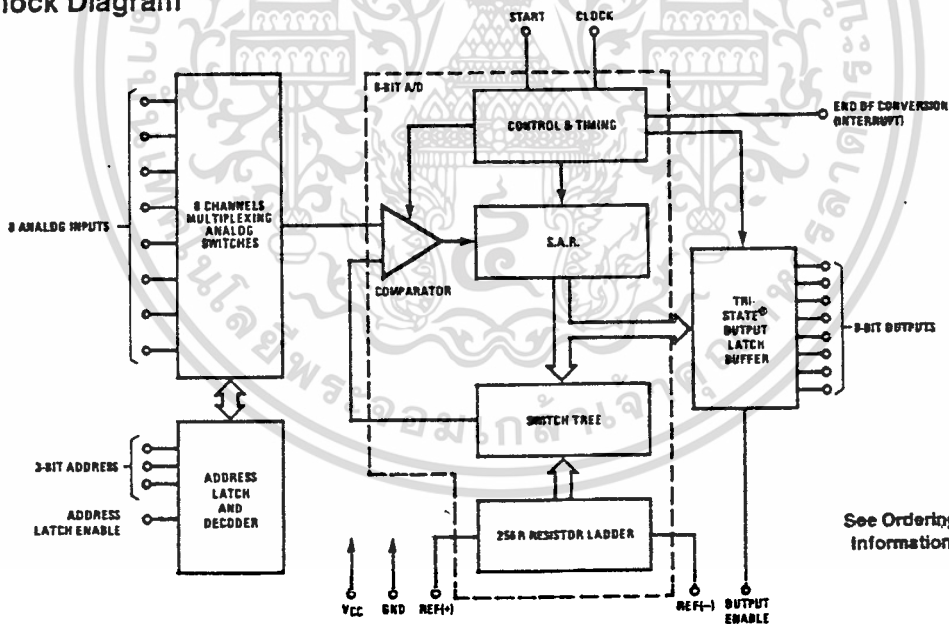 Block Diagram
START
CLOCK
8-BIT A/D
CONTROL & TIMING
END OF CONVERSION
(INTERRUPT)
8 ANALOG INPUTS
8 CHANNELS
MULTIPLEXING
ANALOG
SWITCHES
S.A.R.
COMPARATOR
TRI-
STATE®
OUTPUT
LATCH
BUFFER
8-BIT OUTPUTS
SWITCH TREE
3-BIT ADDRESS
ADDRESS
LATCH ENABLE
ADDRESS
LATCH
AND
DECODER
256R RESISTOR LADDER
See Ordering
Information
VCC
GND
REF(+)
REF(–)
OUTPUT
ENABLE